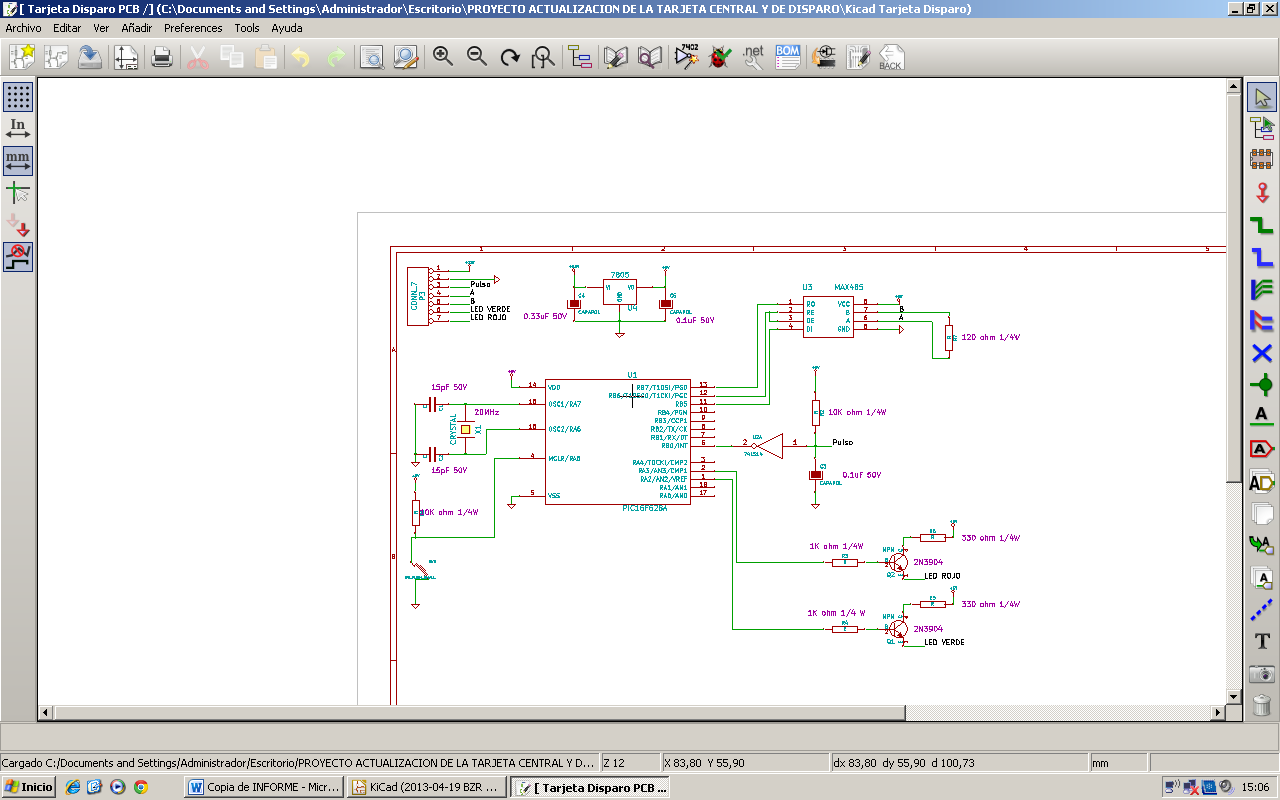 [ Tarjeta Disparo PCB /] (C:\Documents and Settings\Administrador\Escritorio\PROYECTO ACTUALIZACION DE LA TARJETA CENTRAL Y DE DISPARO\Kicad Tarjeta Disparo)
Archivo Editar Ver Añadir Preferences Tools Ayuda
7402 .net BOM BACK
In
mm
1 2 3 4 5
A
B
CONN_7
P3
1
2
3 Pulso
4 A
5 B
6 LED VERDE
7 LED ROJO
7805
VI VO
GND
U4
CAPAPOL
CAPAPOL
0.33uF 50V
0.1uF 50V
U3 MAX485
1 RO VCC 8
2 RE B 7 B
3 DE A 6 A
4 DI GND 5
120 ohm 1/4W
U1
14 VDD
16 OSC1/RA7
15 OSC2/RA6
4 MCLR/RA5
5 VSS
RB7/T1OSI/PGD 13
12
RB5 11
RB4/PGM 10
RB3/CCP1 9
RB2/TX/CK 8
RB1/RX/DT 7
RB0/INT 6
RA4/TOCKI/CMP2 3
RA3/AN3/CMP1 2
RA2/AN2/VREF 1
RA1/AN1 18
RA0/AN0 17
PIC16F628A
15pF 50V
20MHz
CRYSTAL
X1
15pF 50V
10K ohm 1/4W
10K ohm 1/4W
2 1 Pulso
74LS14
0.1uF 50V
CAPAPOL
1K ohm 1/4W
R3
NPN
Q2
2N3904
330 ohm 1/4W
LED ROJO
1K ohm 1/4 W
R4
NPN
Q1
2N3904
R5
330 ohm 1/4W
LED VERDE
A
A
A
A
A
T
Cargado C:/Documents and Settings/Administrador/Escritorio/PROYECTO ACTUALIZACION DE LA TARJETA CENTRAL Y D... Z 12 X 83,80 Y 55,90 dx 83,80 dy 55,90 d 100,73 mm
Inicio Copia de INFORME - Micr... KiCad (2013-04-19 BZR ... [ Tarjeta Disparo PCB ... 15:06